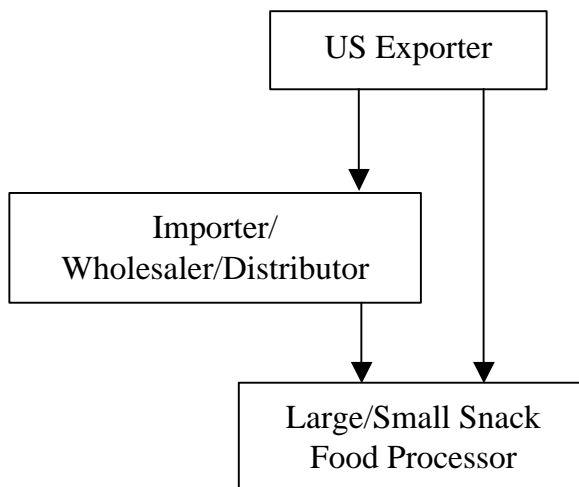 US Exporter
Importer/
Wholesaler/Distributor
Large/Small Snack
Food Processor